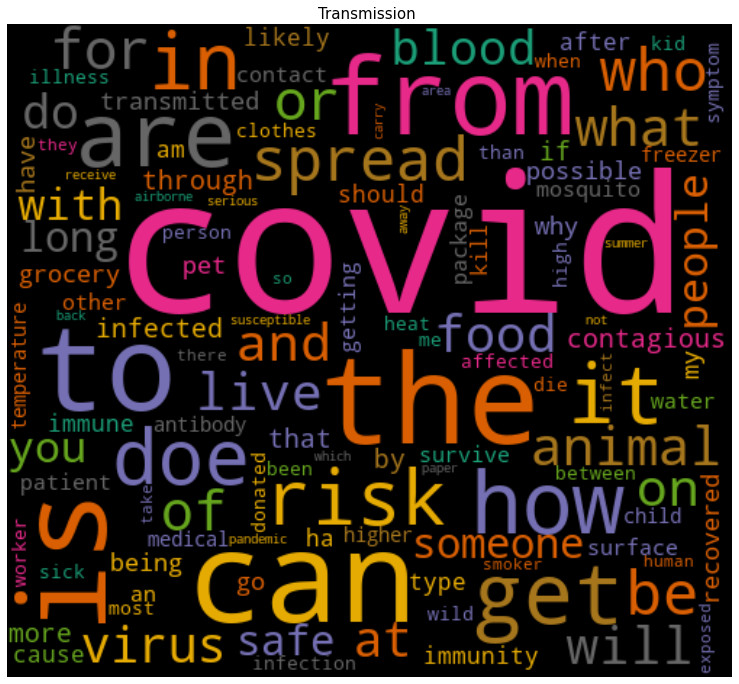 Transmission
for
in
likely
blood
after
kid
illness
contact
when
who
symptom
do
are
transmitted
or
from
what
they
clothes
area
carry
am
spread
than
if
freezer
have
receive
through
airborne
serious
should
possible
mosquito
with
long
person
covid
away
package
kill
why
high
summer
people
grocery
pet
so
other
back
infected
susceptible
getting
heat
me
not
food
contagious
temperature
to
and
there
the
affected
my
live
die
it
infect
water
immune
antibody
that
which
survive
animal
you
doe
been
by
paper
between
patient
take
of
donated
risk
how
on
child
recovered
worker
is
medical
pandemic
ha
higher
someone
surface
sick
being
can
go
type
smoker
human
an
most
get
wild
be
exposed
more
cause
virus
safe
at
infection
immunity
will